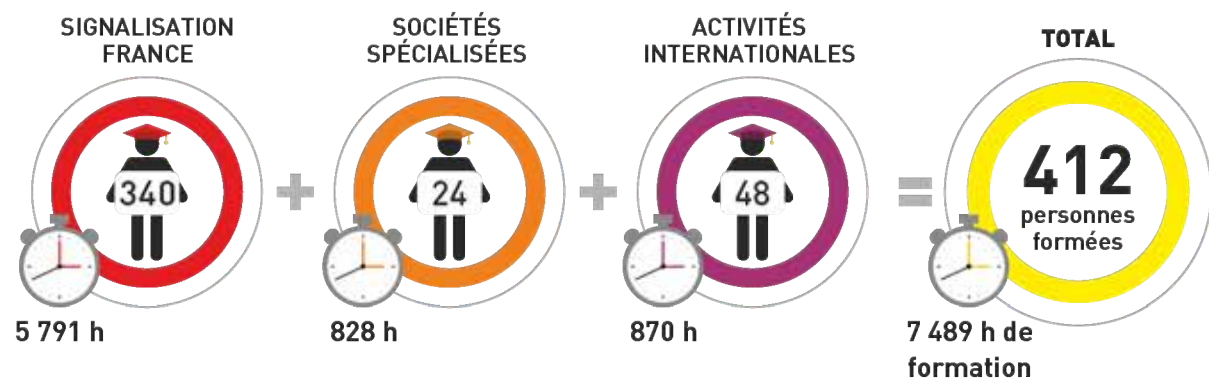 SIGNALISATION
FRANCE
340
5 791 h
SOCIÉTÉS
SPÉCIALISÉES
24
828 h
ACTIVITÉS
INTERNATIONALES
48
870 h
TOTAL
412
personnes
formées
7 489 h de
formation